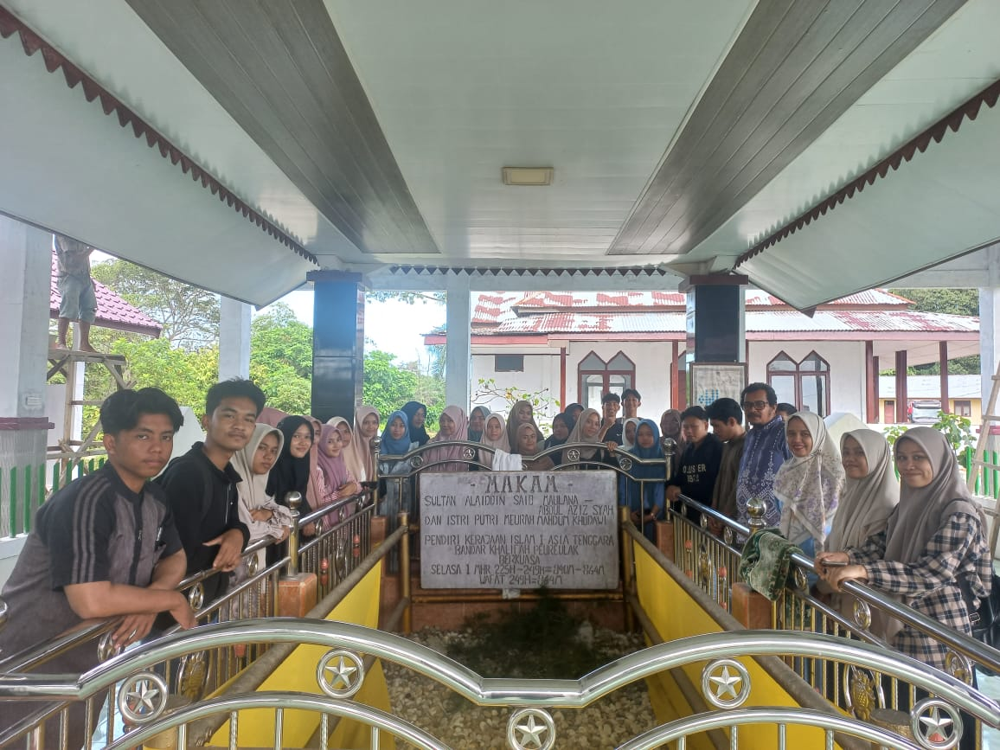 - MAKAM -
SULTAN ALAIDDIN SAID MAULANA -
ABDUL AZIZ SYAH
DAN ISTRI PUTRI MEURAH MAHDUM KHUDAWI
PENDIRI KERAJAAN ISLAM I ASIA TENGGARA
BANDAR KHALIFAH PEUREULAK
BERKUASA
SELASA 1 MHR 225H-249H=840M-864M
WAFAT 249H=864M